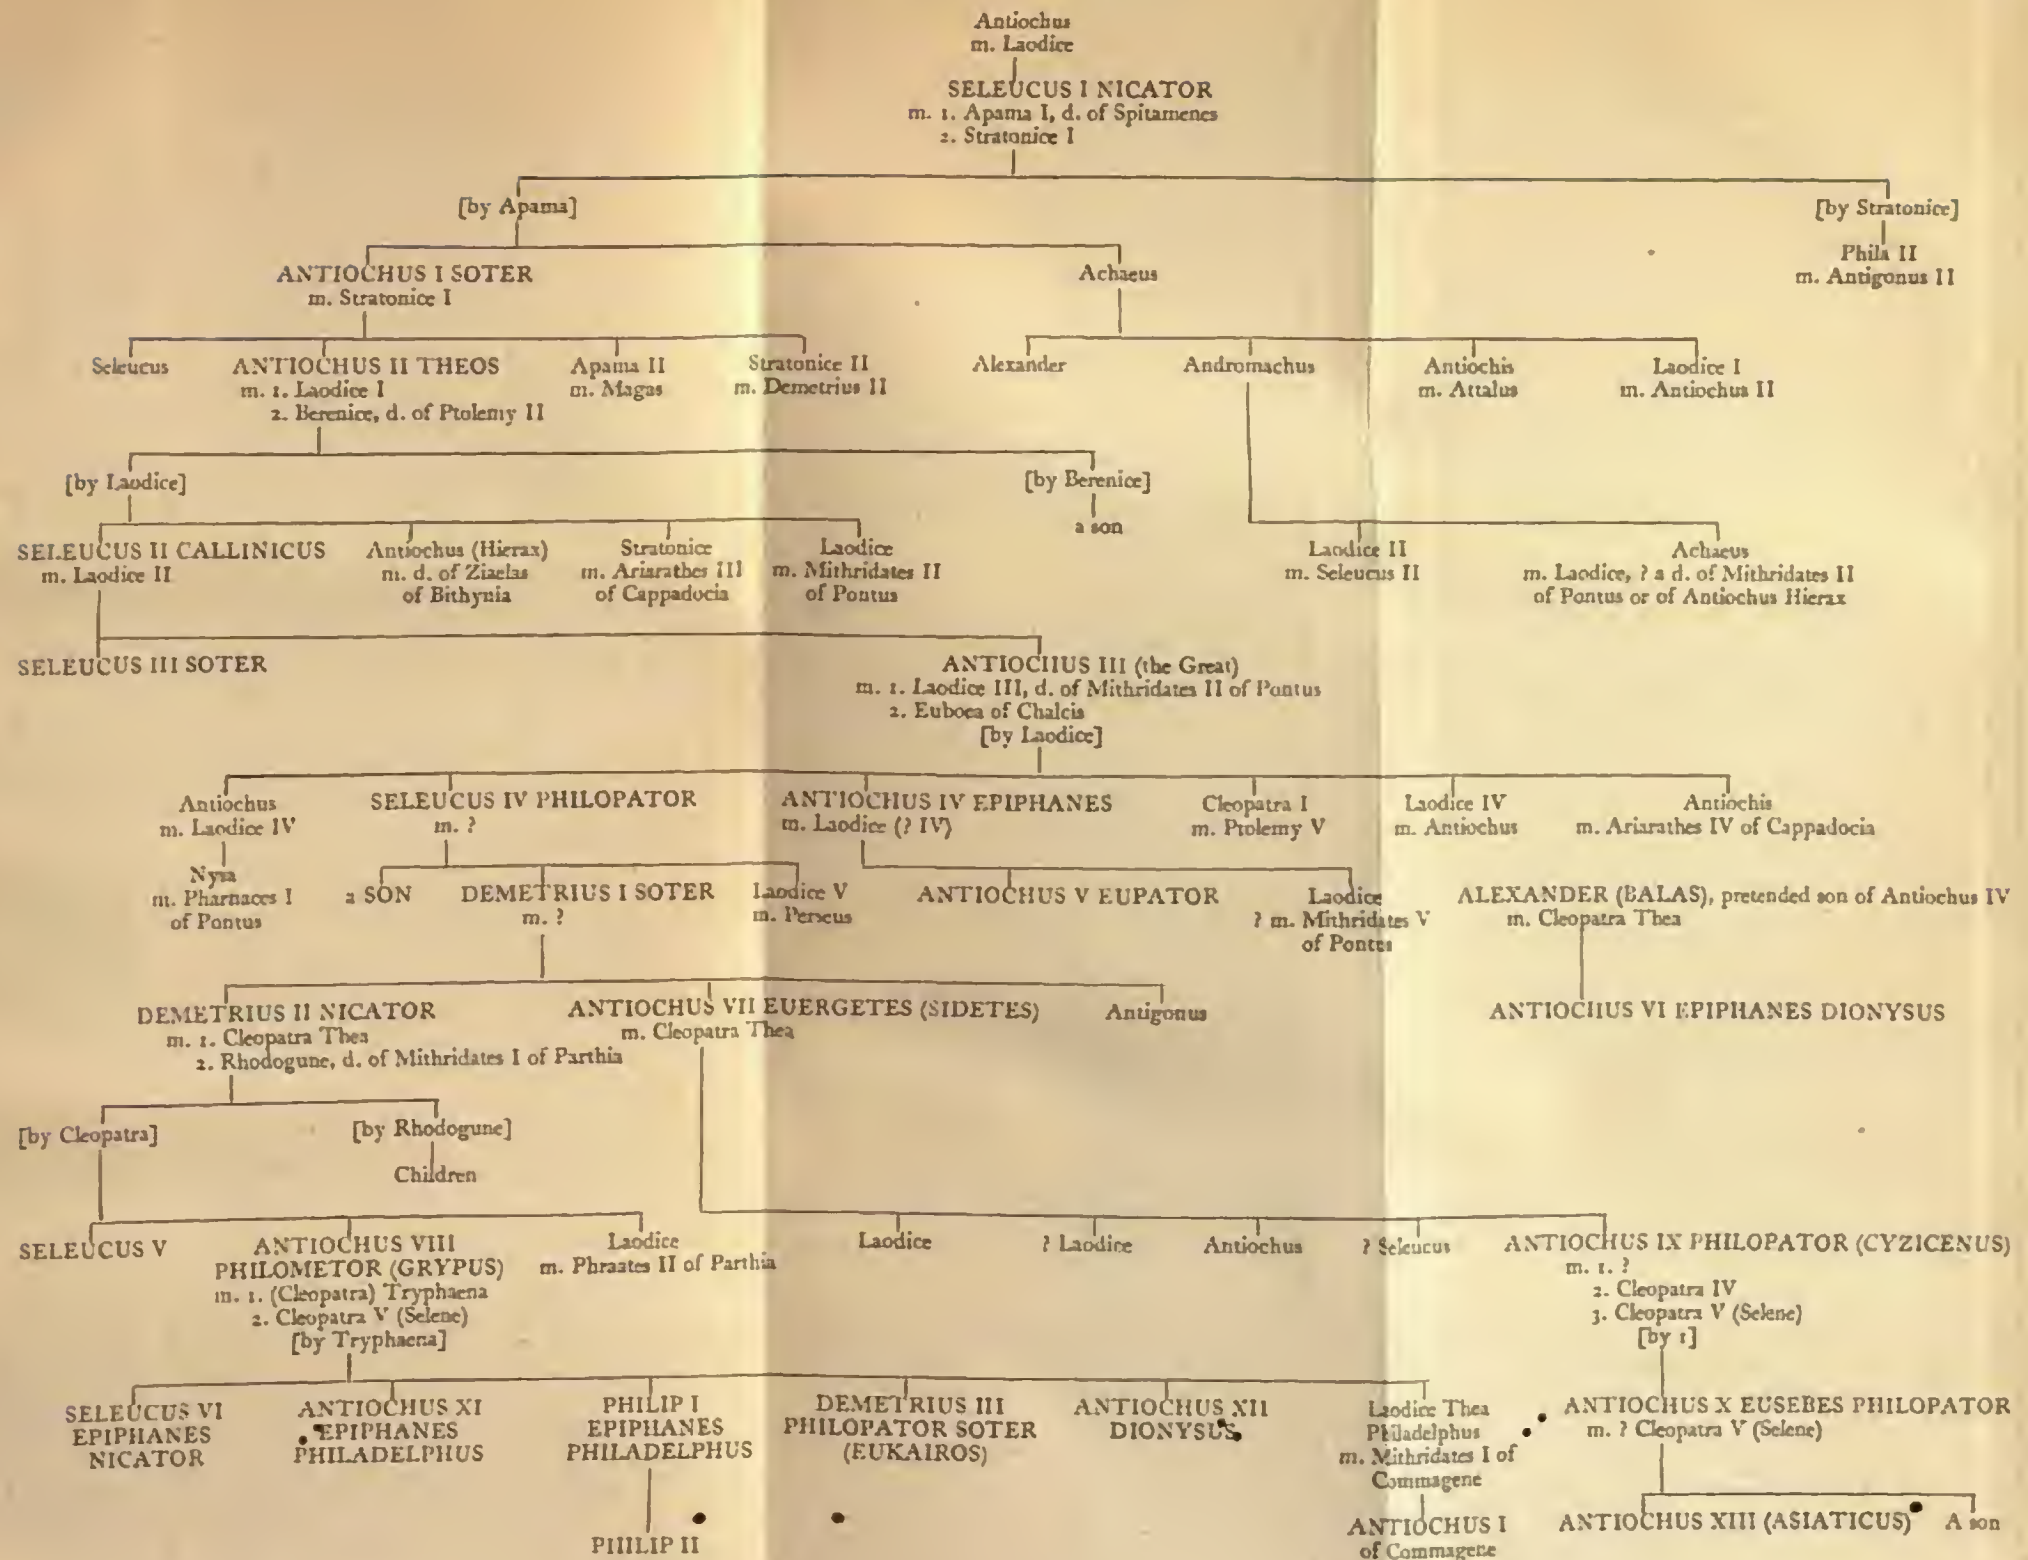 Antiochus
m. Laodice
SELEUCUS I NICATOR
m. 1. Apama I, d. of Spitamenes
2. Stratonice I
[by Apama]
[by Stratonice]
ANTIOCHUS I SOTER
m. Stratonice I
Achaeus
Phila II
m. Antigonus II
Seleucus
ANTIOCHUS II THEOS
m. 1. Laodice I
2. Berenice, d. of Ptolemy II
Apama II
m. Magas
Stratonice II
m. Demetrius II
Alexander
Andromachus
Antiochis
m. Attalus
Laodice I
m. Antiochus II
[by Laodice]
[by Berenice]
a son
SELEUCUS II CALLINICUS
m. Laodice II
Antiochus (Hierax)
m. d. of Ziaelas
of Bithynia
Stratonice
m. Ariarathes III
of Cappadocia
Laodice
m. Mithridates II
of Pontus
Laodice II
m. Seleucus II
Achaeus
m. Laodice, ? a d. of Mithridates II
of Pontus or of Antiochus Hierax
SELEUCUS III SOTER
ANTIOCHUS III (the Great)
m. 1. Laodice III, d. of Mithridates II of Pontus
2. Euboea of Chalcis
[by Laodice]
Antiochus
m. Laodice IV
SELEUCUS IV PHILOPATOR
m. ?
ANTIOCHUS IV EPIPHANES
m. Laodice (? IV)
Cleopatra I
m. Ptolemy V
Laodice IV
m. Antiochus
Antiochis
m. Ariarathes IV of Cappadocia
Nysa
m. Pharnaces I
of Pontus
a SON
DEMETRIUS I SOTER
m. ?
Laodice V
m. Perseus
ANTIOCHUS V EUPATOR
Laodice
? m. Mithridates V
of Pontus
ALEXANDER (BALAS), pretended son of Antiochus IV
m. Cleopatra Thea
DEMETRIUS II NICATOR
m. 1. Cleopatra Thea
2. Rhodogune, d. of Mithridates I of Parthia
ANTIOCHUS VII EUERGETES (SIDETES)
m. Cleopatra Thea
Antigonus
ANTIOCHUS VI EPIPHANES DIONYSUS
[by Cleopatra]
[by Rhodogune]
Children
SELEUCUS V
ANTIOCHUS VIII
PHILOMETOR (GRYPUS)
m. 1. (Cleopatra) Tryphaena
2. Cleopatra V (Selene)
[by Tryphaena]
Laodice
m. Phraates II of Parthia
Laodice
? Laodice
Antiochus
? Seleucus
ANTIOCHUS IX PHILOPATOR (CYZICENUS)
m. 1. ?
2. Cleopatra IV
3. Cleopatra V (Selene)
[by 1]
SELEUCUS VI
EPIPHANES
NICATOR
ANTIOCHUS XI
EPIPHANES
PHILADELPHUS
PHILIP I
EPIPHANES
PHILADELPHUS
DEMETRIUS III
PHILOPATOR SOTER
(EUKAIROS)
ANTIOCHUS XII
DIONYSUS
Laodice Thea
Philadelphus
m. Mithridates I of
Commagene
ANTIOCHUS X EUSEBES PHILOPATOR
m. ? Cleopatra V (Selene)
PHILIP II
ANTIOCHUS I
of Commagene
ANTIOCHUS XIII (ASIATICUS)
A son